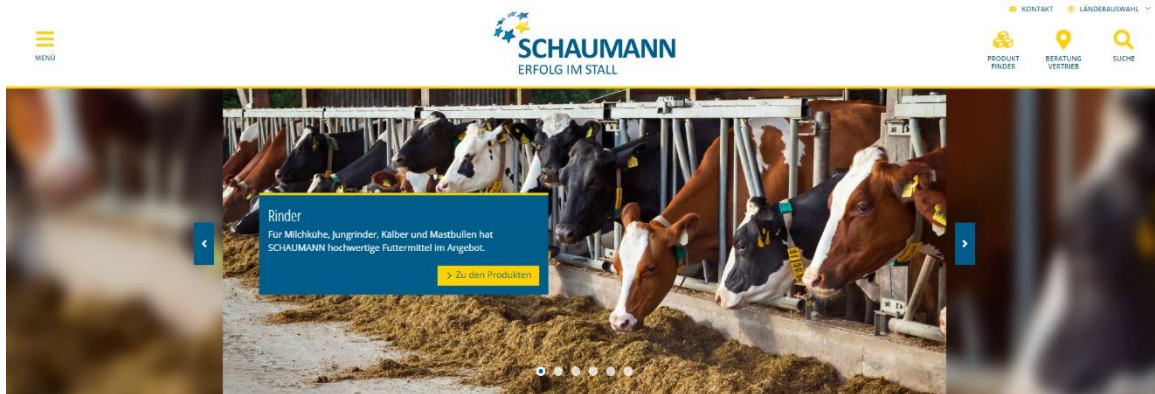 KONTAKT
LÄNDERAUSWAHL
MENÜ
SCHAUMANN
ERFOLG IM STALL
PRODUKT
FINDER
BERATUNG
VERTRIEB
SUCHE
Rinder
Für Milchkühe, Jungrinder, Kälber und Mastbullen hat
SCHAUMANN hochwertige Futtermittel im Angebot.
Zu den Produkten